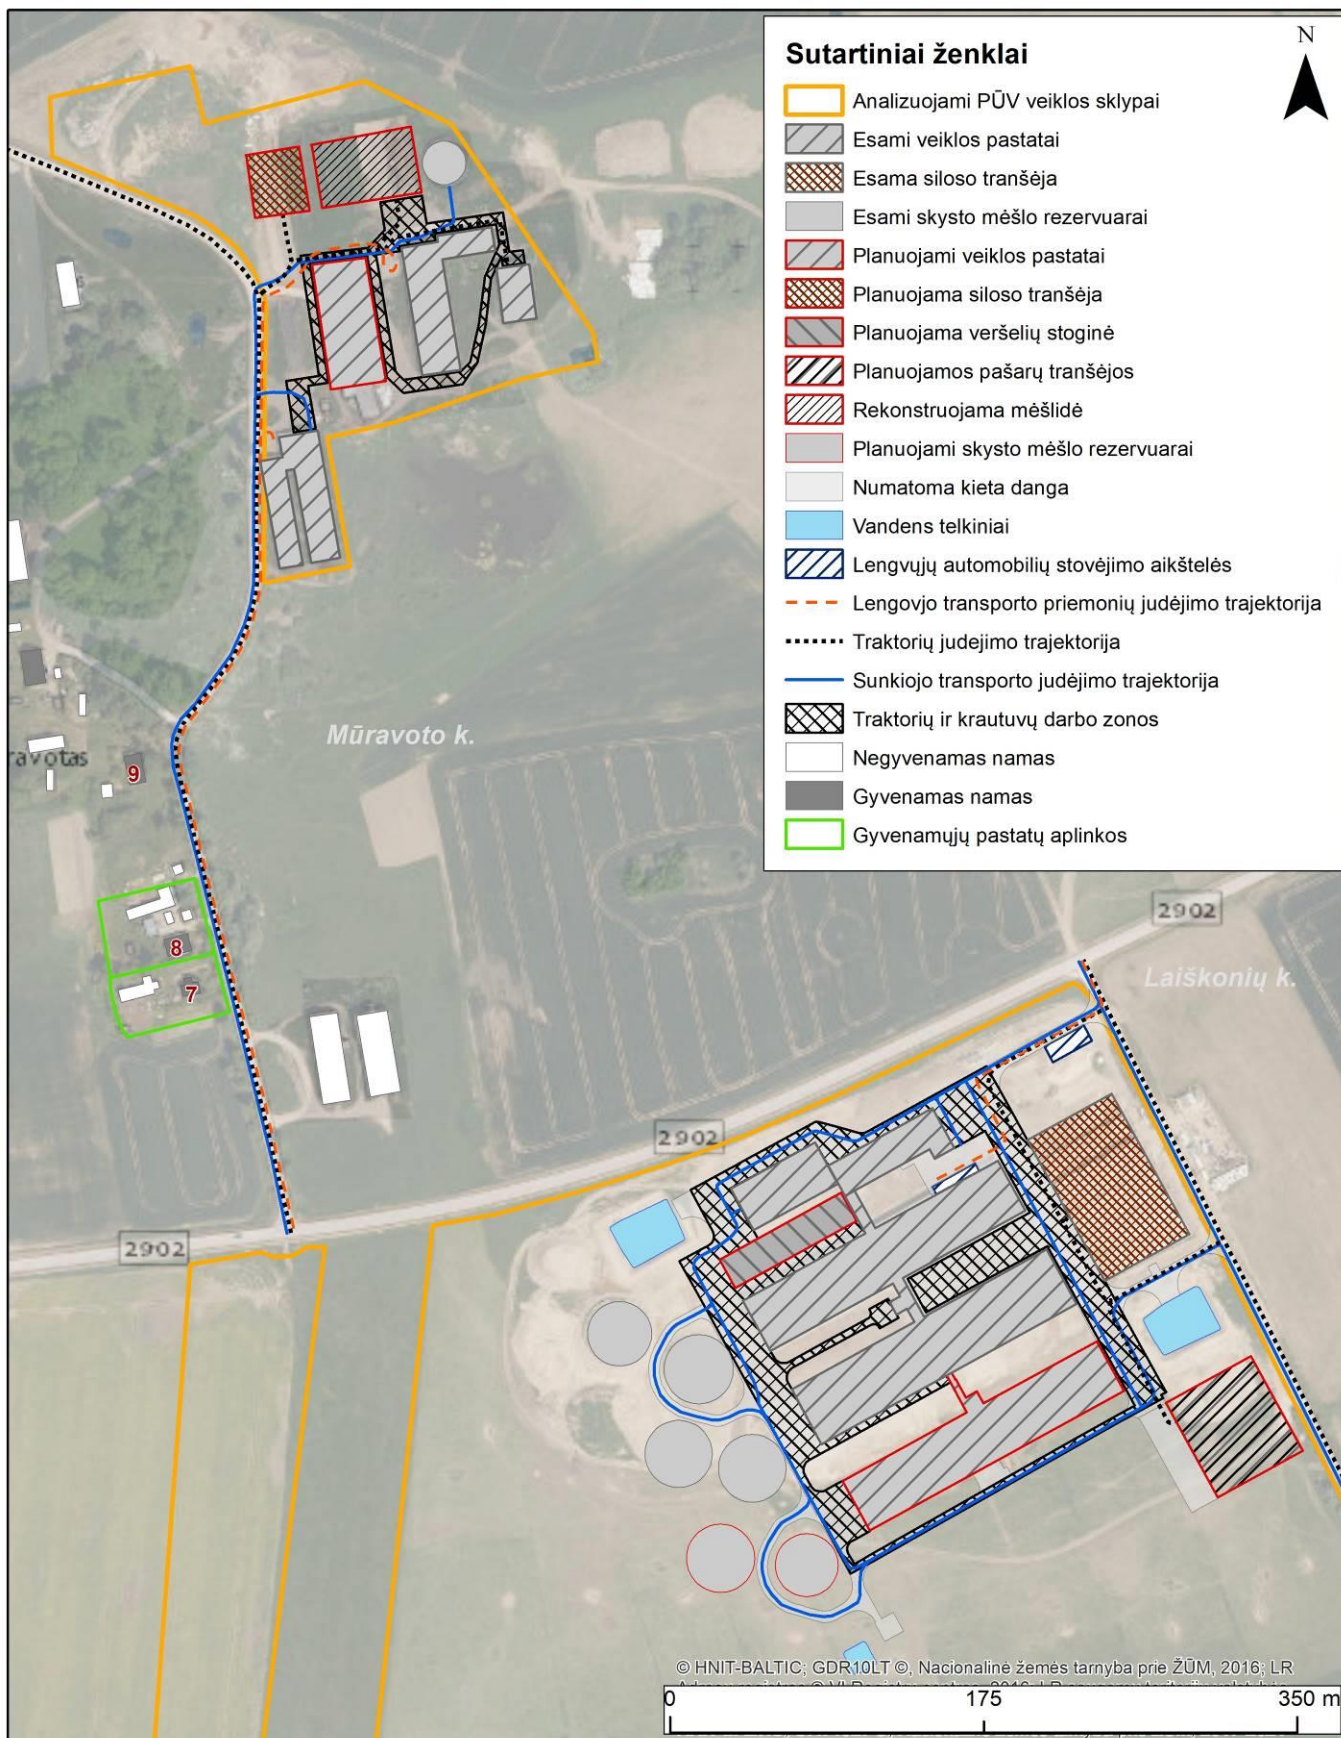 N
Sutartiniai ženklai
Analizuojami PŪV veiklos sklypai
Esami veiklos pastatai
Esama siloso tranšėja
Esami skysto mėšlo rezervuarai
Planuojami veiklos pastatai
Planuojama siloso tranšėja
Planuojama veršelių stoginė
Planuojamos pašarų tranšėjos
Rekonstruojama mėšlidė
Planuojami skysto mėšlo rezervuarai
Numatoma kieta danga
Vandens telkiniai
Lengvųjų automobilių stovėjimo aikštelės
Lengovjo transporto priemonių judėjimo trajektorija
Traktorių judejimo trajektorija
Sunkiojo transporto judėjimo trajektorija
Traktorių ir krautuvų darbo zonos
Negyvenamas namas
Gyvenamas namas
Gyvenamųjų pastatų aplinkos
Mūravoto k.
ravotas
9
8
7
2902
Laiškonių k.
2902
2902
© HNIT-BALTIC; GDR10LT ©, Nacionalinė žemės tarnyba prie ŽŪM, 2016; LR
0 175 350 m